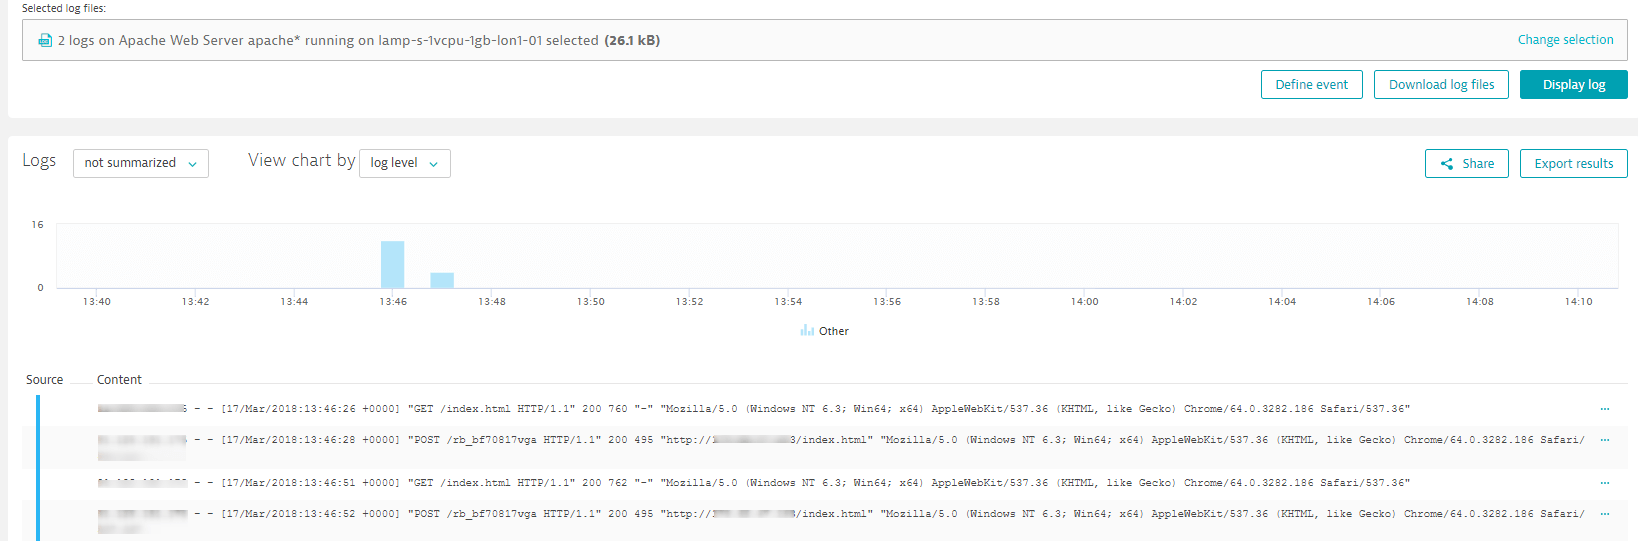 Selected log files:
2 logs on Apache Web Server apache* running on lamp-s-1vcpu-1gb-lon1-01 selected (26.1 kB)
Change selection
Define event
Download log files
Display log
Logs
not summarized
View chart by
log level
Share
Export results
16
0
13:40 13:42 13:44 13:46 13:48 13:50 13:52 13:54 13:56 13:58 14:00 14:02 14:04 14:06 14:08 14:10
Other
Source Content
- - [17/Mar/2018:13:46:26 +0000] "GET /index.html HTTP/1.1" 200 760 "-" "Mozilla/5.0 (Windows NT 6.3; Win64; x64) AppleWebKit/537.36 (KHTML, like Gecko) Chrome/64.0.3282.186 Safari/537.36" ...
- - [17/Mar/2018:13:46:28 +0000] "POST /rb_bf70817vga HTTP/1.1" 200 495 "http:// /index.html" "Mozilla/5.0 (Windows NT 6.3; Win64; x64) AppleWebKit/537.36 (KHTML, like Gecko) Chrome/64.0.3282.186 Safari/ ...
- - [17/Mar/2018:13:46:51 +0000] "GET /index.html HTTP/1.1" 200 762 "-" "Mozilla/5.0 (Windows NT 6.3; Win64; x64) AppleWebKit/537.36 (KHTML, like Gecko) Chrome/64.0.3282.186 Safari/537.36" ...
- - [17/Mar/2018:13:46:52 +0000] "POST /rb_bf70817vga HTTP/1.1" 200 495 "http:// /index.html" "Mozilla/5.0 (Windows NT 6.3; Win64; x64) AppleWebKit/537.36 (KHTML, like Gecko) Chrome/64.0.3282.186 Safari/ ...